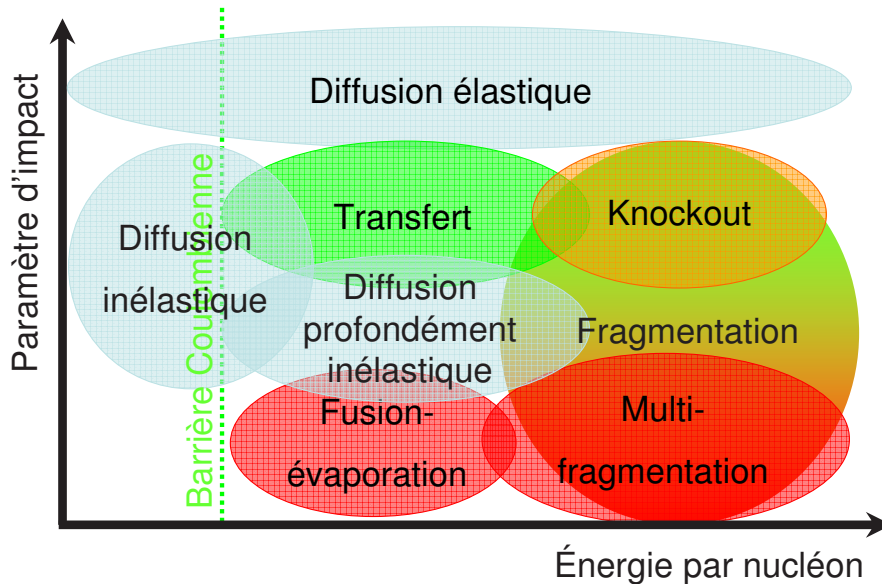 Paramètre d'impact
Diffusion élastique
Barrière Coulombienne
Diffusion
inélastique
Transfert
Knockout
Diffusion
profondément
inélastique
Fragmentation
Fusion-
évaporation
Multi-
fragmentation
Énergie par nucléon